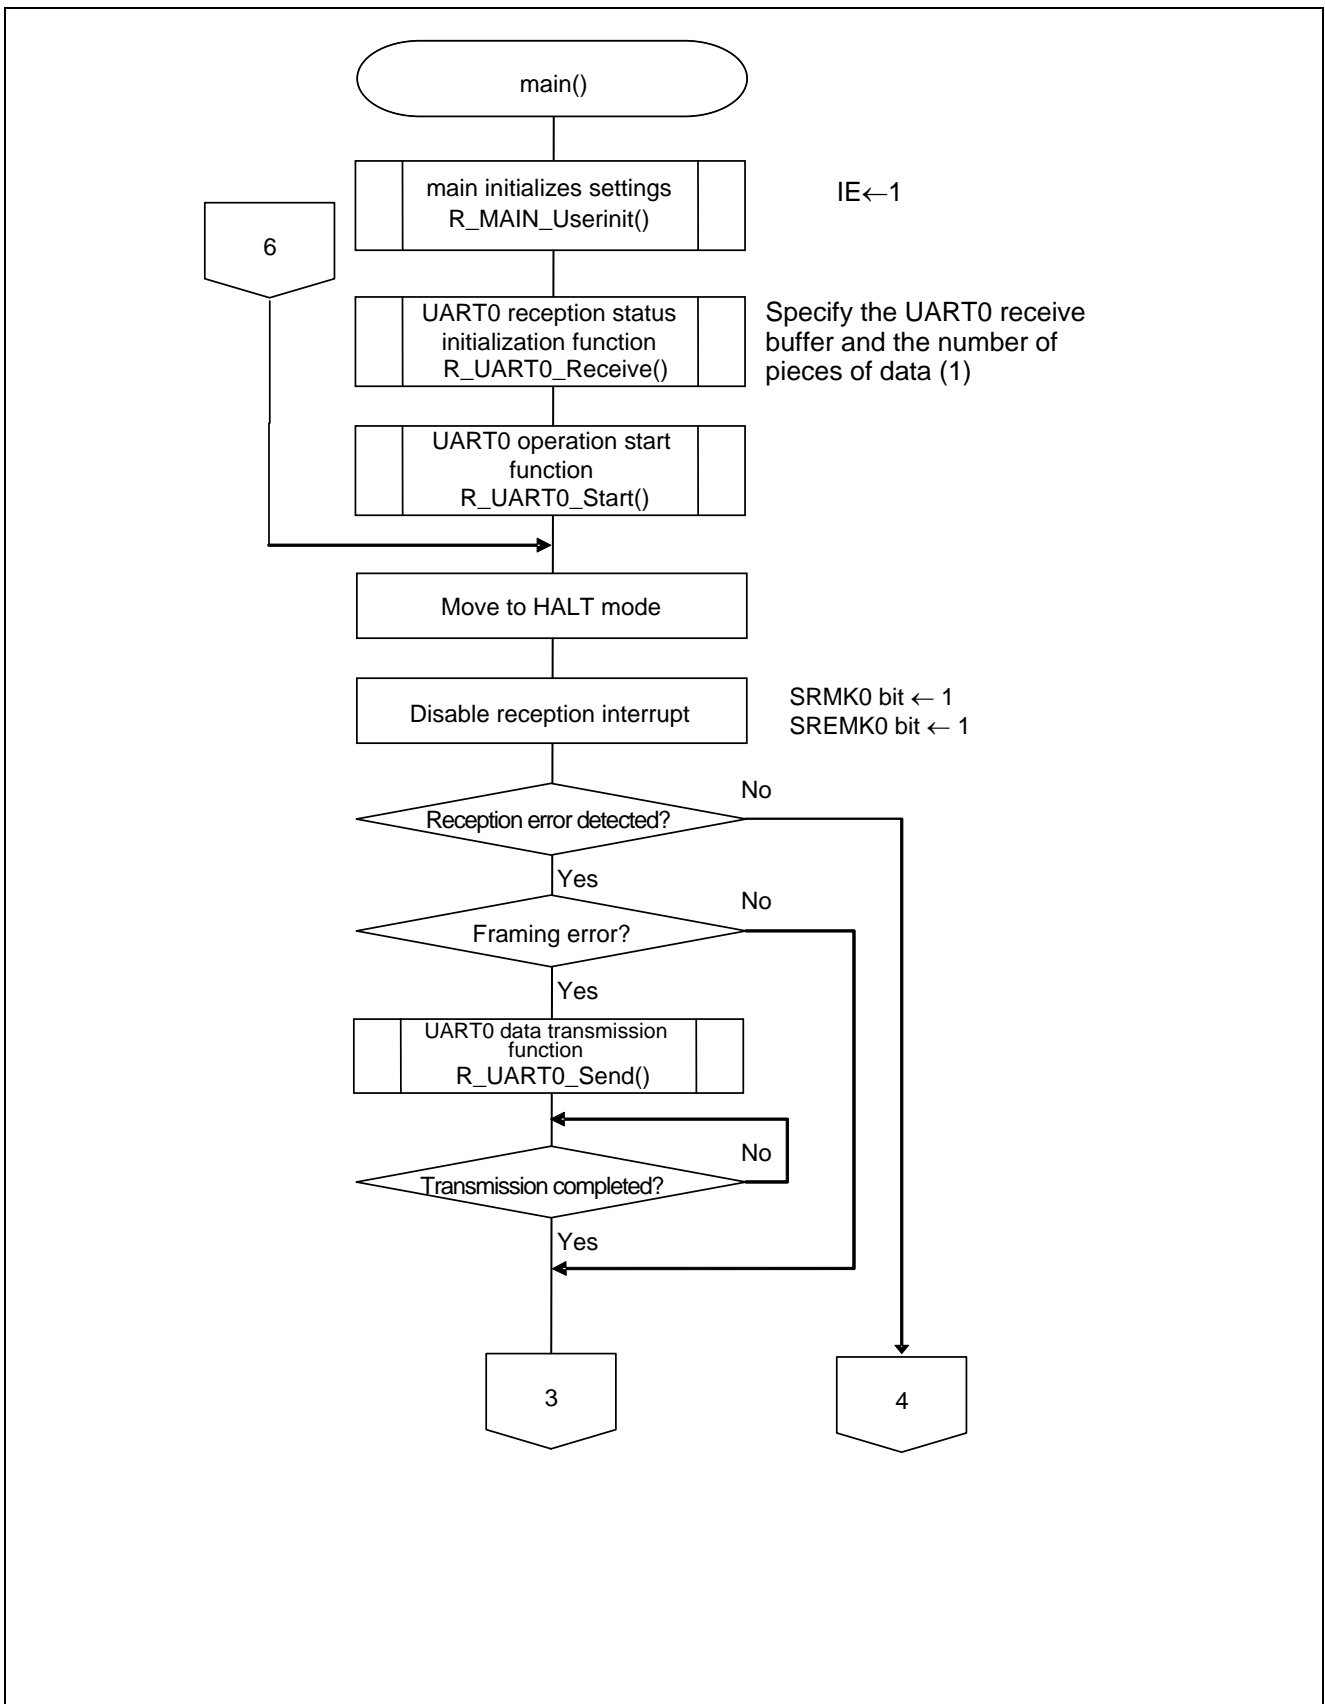 main()
main initializes settings
R_MAIN_Userinit()
IE←1
6
UART0 reception status
initialization function
R_UART0_Receive()
Specify the UART0 receive
buffer and the number of
pieces of data (1)
UART0 operation start
function
R_UART0_Start()
Move to HALT mode
Disable reception interrupt
SRMK0 bit ← 1
SREMK0 bit ← 1
No
Reception error detected?
Yes
No
Framing error?
Yes
UART0 data transmission
function
R_UART0_Send()
No
Transmission completed?
Yes
3
4